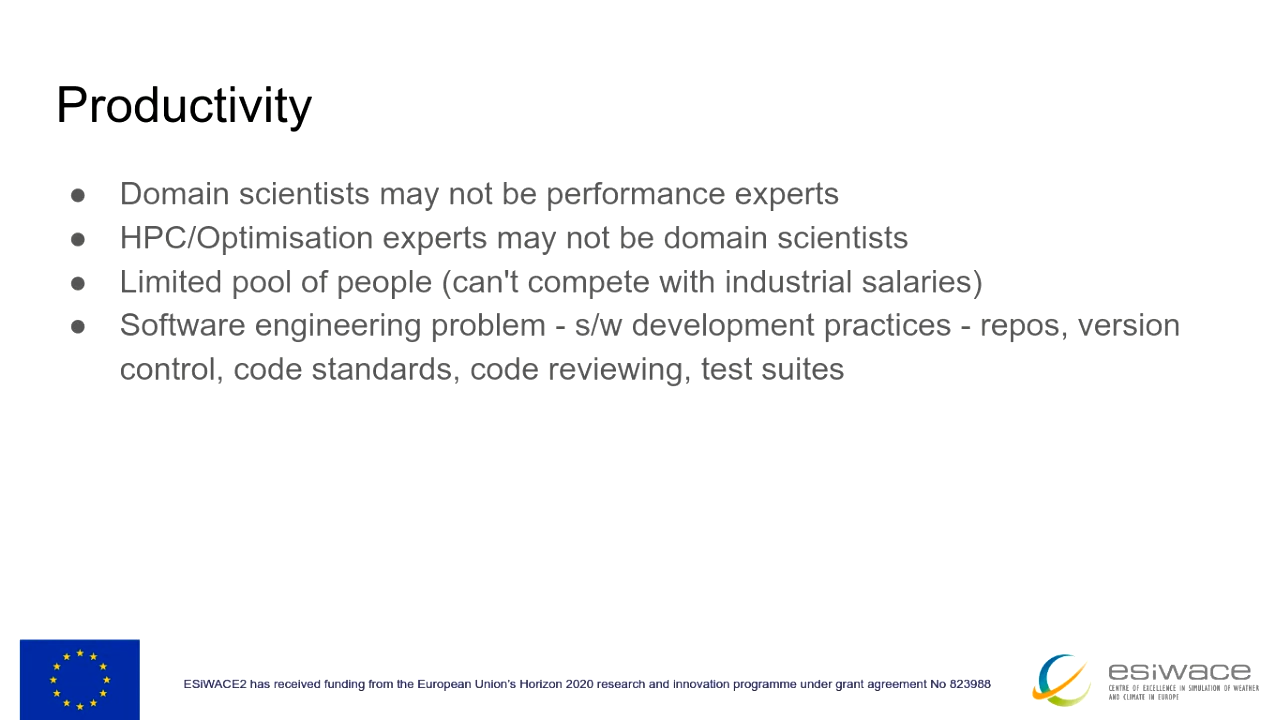 Productivity
● Domain scientists may not be performance experts
● HPC/Optimisation experts may not be domain scientists
● Limited pool of people (can't compete with industrial salaries)
● Software engineering problem - s/w development practices - repos, version
control, code standards, code reviewing, test suites
ESiWACE2 has received funding from the European Union's Horizon 2020 research and innovation programme under grant agreement No 823988
esiwace
CENTRE OF EXCELLENCE IN SIMULATION OF WEATHER
AND CLIMATE IN EUROPE